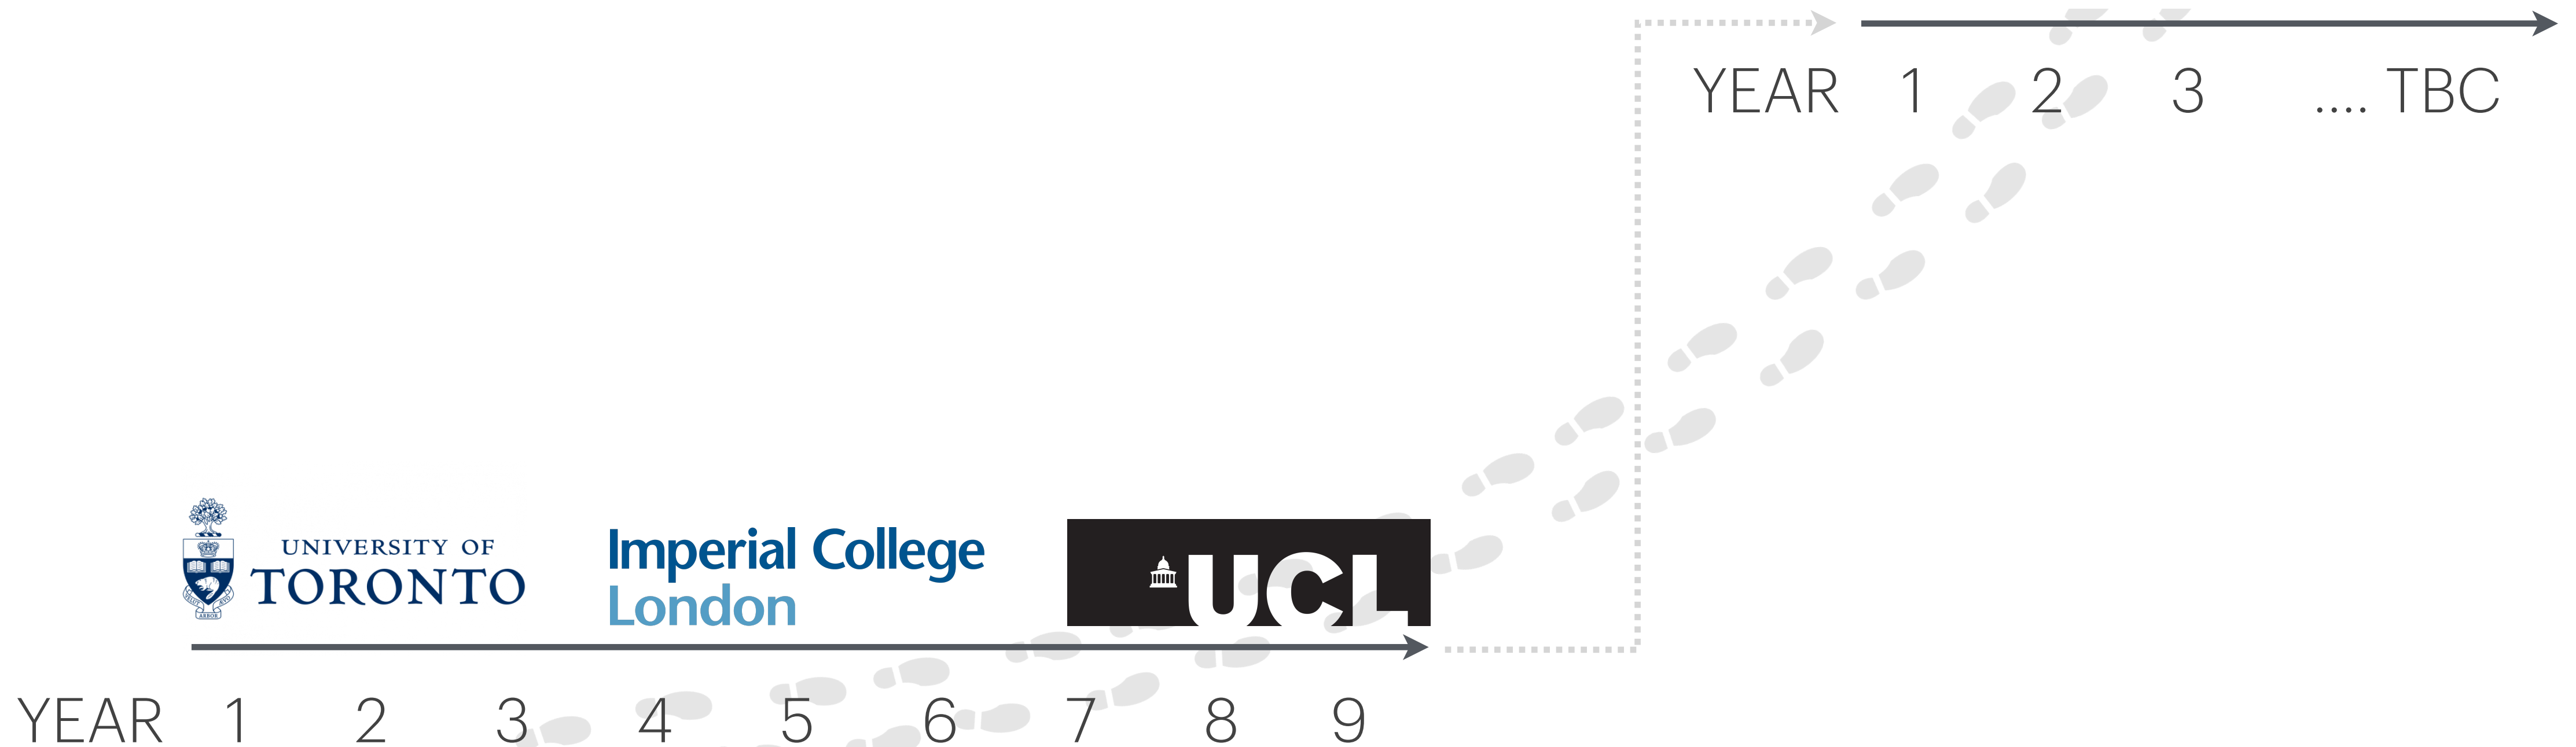 YEAR 1 2 3 .... TBC
UNIVERSITY OF
TORONTO
Imperial College
London
UCL
YEAR 1 2 3 4 5 6 7 8 9